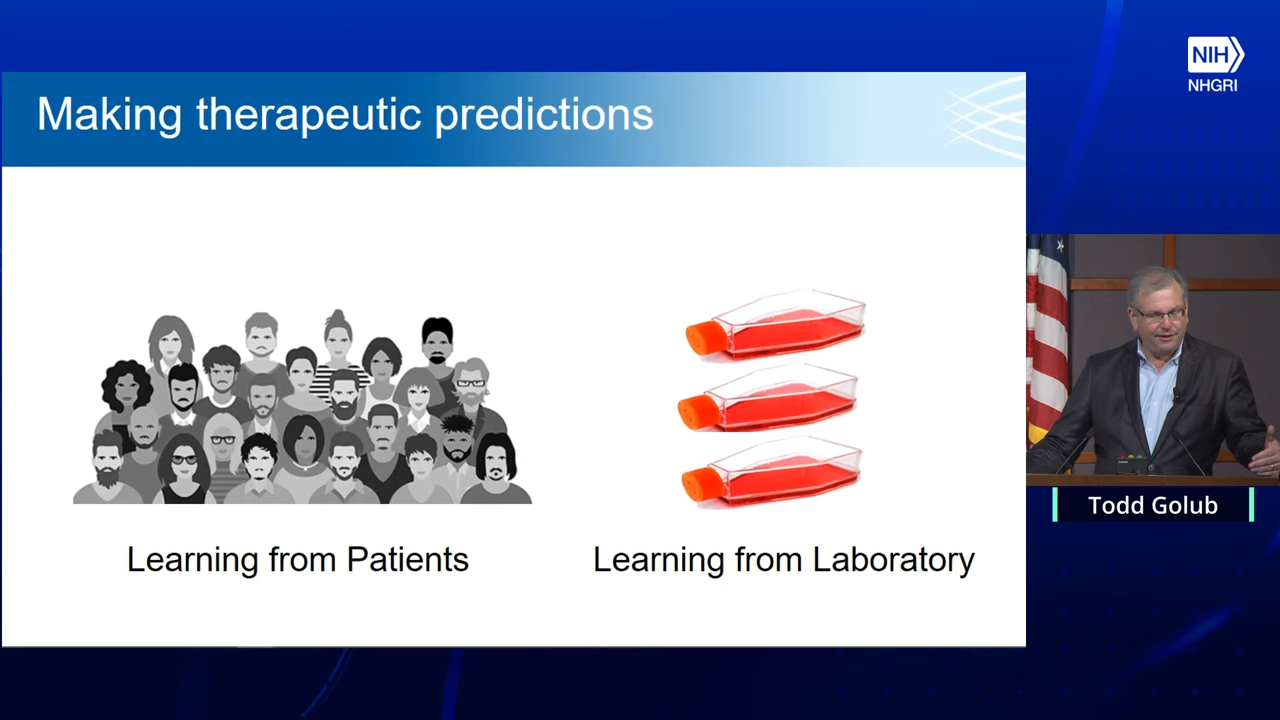 Making therapeutic predictions
NIH
NHGRI
Learning from Patients
Learning from Laboratory
Todd Golub